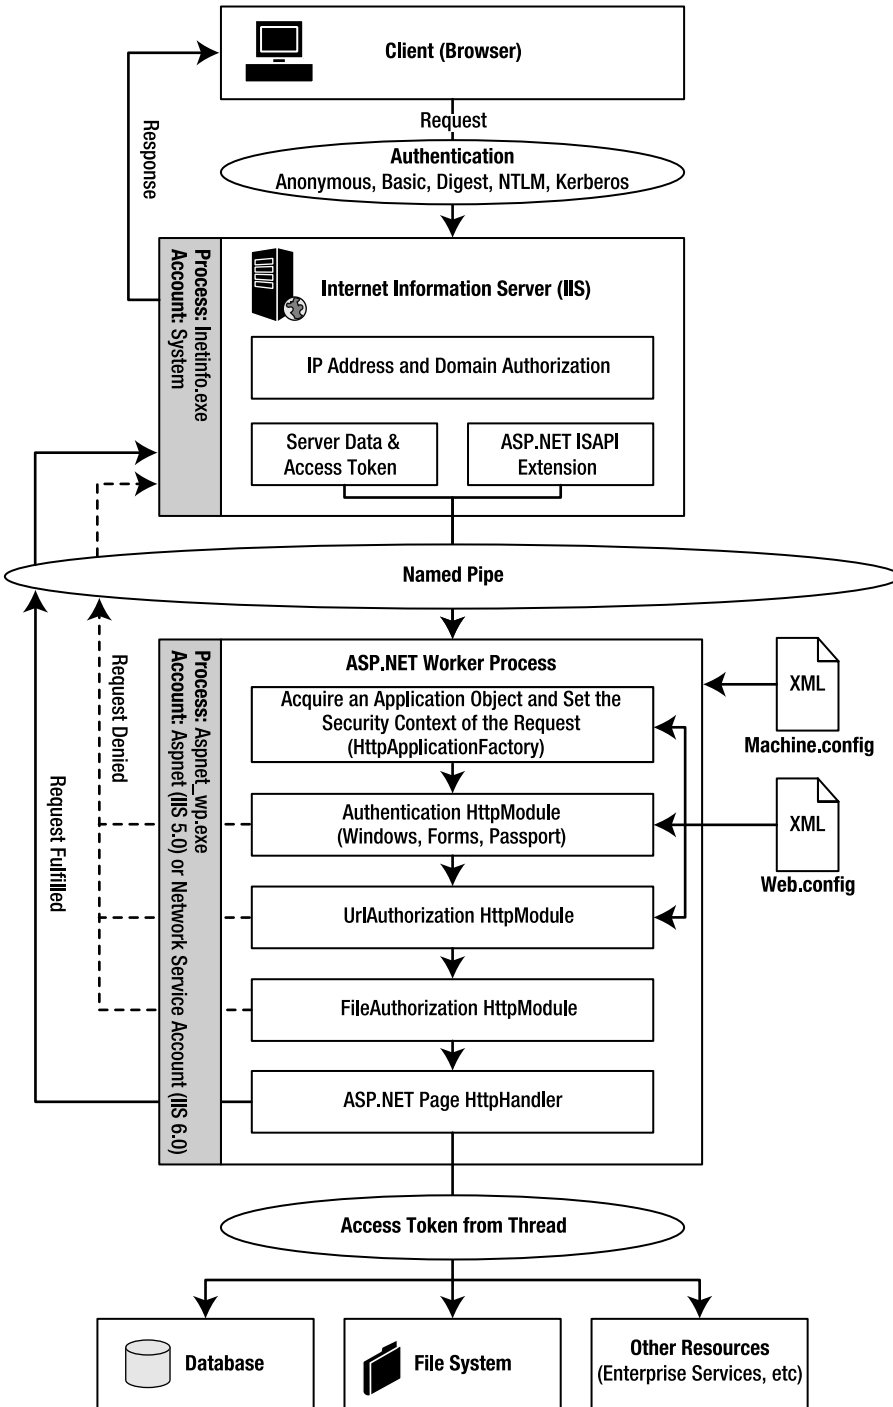 Client (Browser)
Request
Response
Authentication
Anonymous, Basic, Digest, NTLM, Kerberos
Process: Inetinfo.exe
Account: System
Internet Information Server (IIS)
IP Address and Domain Authorization
Server Data &
Access Token
ASP.NET ISAPI
Extension
Named Pipe
Request Denied
Request Fulfilled
Process: Aspnet_wp.exe
Account: Aspnet (IIS 5.0) or Network Service Account (IIS 6.0)
ASP.NET Worker Process
Acquire an Application Object and Set the
Security Context of the Request
(HttpApplicationFactory)
XML
Machine.config
Authentication HttpModule
(Windows, Forms, Passport)
XML
Web.config
UrlAuthorization HttpModule
FileAuthorization HttpModule
ASP.NET Page HttpHandler
Access Token from Thread
Database
File System
Other Resources
(Enterprise Services, etc)